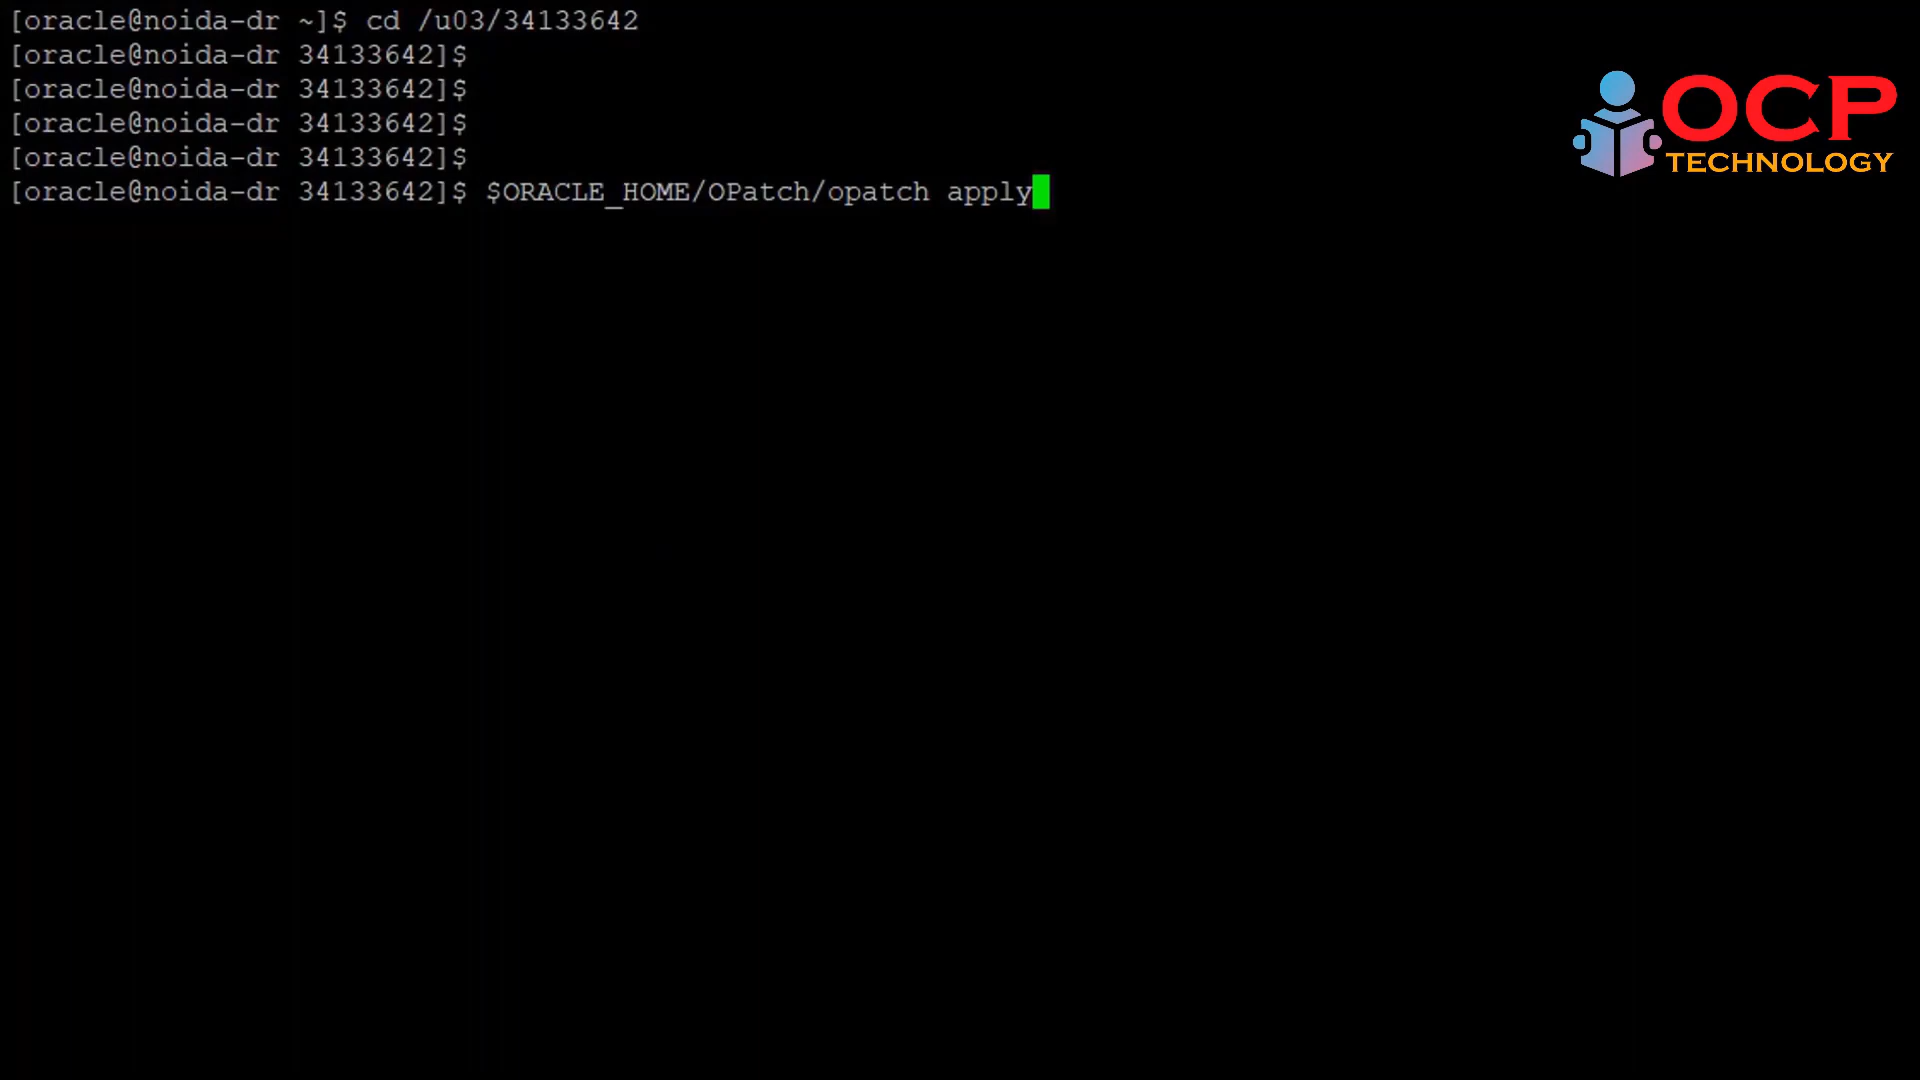 [oracle@noida-dr ~]$ cd /u03/34133642
[oracle@noida-dr 34133642]$
[oracle@noida-dr 34133642]$
[oracle@noida-dr 34133642]$
[oracle@noida-dr 34133642]$
[oracle@noida-dr 34133642]$ $ORACLE_HOME/OPatch/opatch apply
OCP
TECHNOLOGY